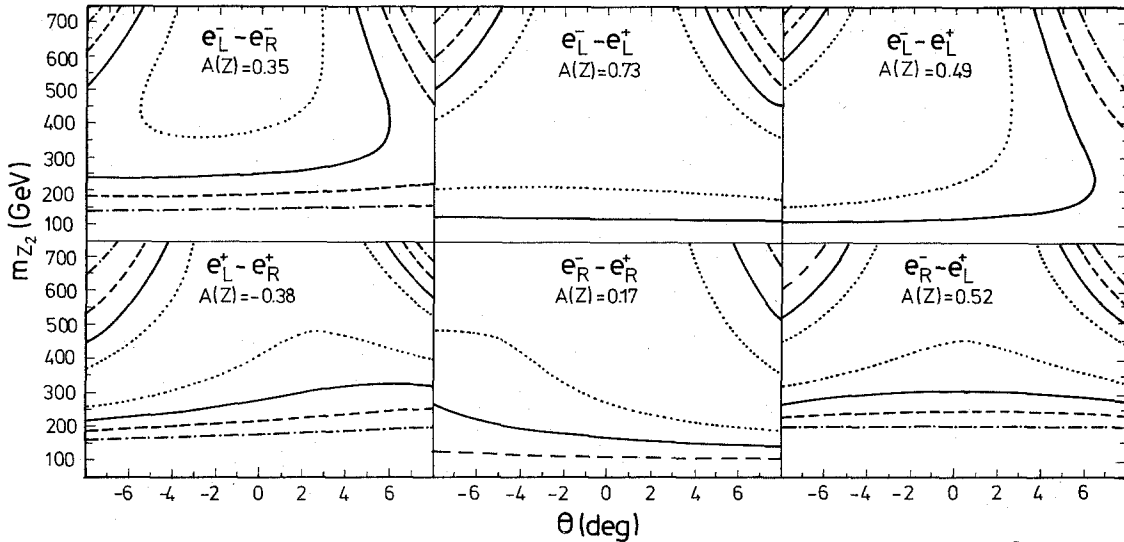 700
600
500
400
300
200
100
e⁻_L – e⁻_R
A(Z) = 0.35
e⁻_L – e⁺_L
A(Z) = 0.73
e⁻_L – e⁺_L
A(Z) = 0.49
m_Z₂ (GeV)
700
600
500
400
300
200
100
e⁺_L – e⁺_R
A(Z) = –0.38
e⁻_R – e⁺_R
A(Z) = 0.17
e⁻_R – e⁺_L
A(Z) = 0.52
-6 -4 -2 0 2 4 6
-6 -4 -2 0 2 4 6
-6 -4 -2 0 2 4 6
θ (deg)